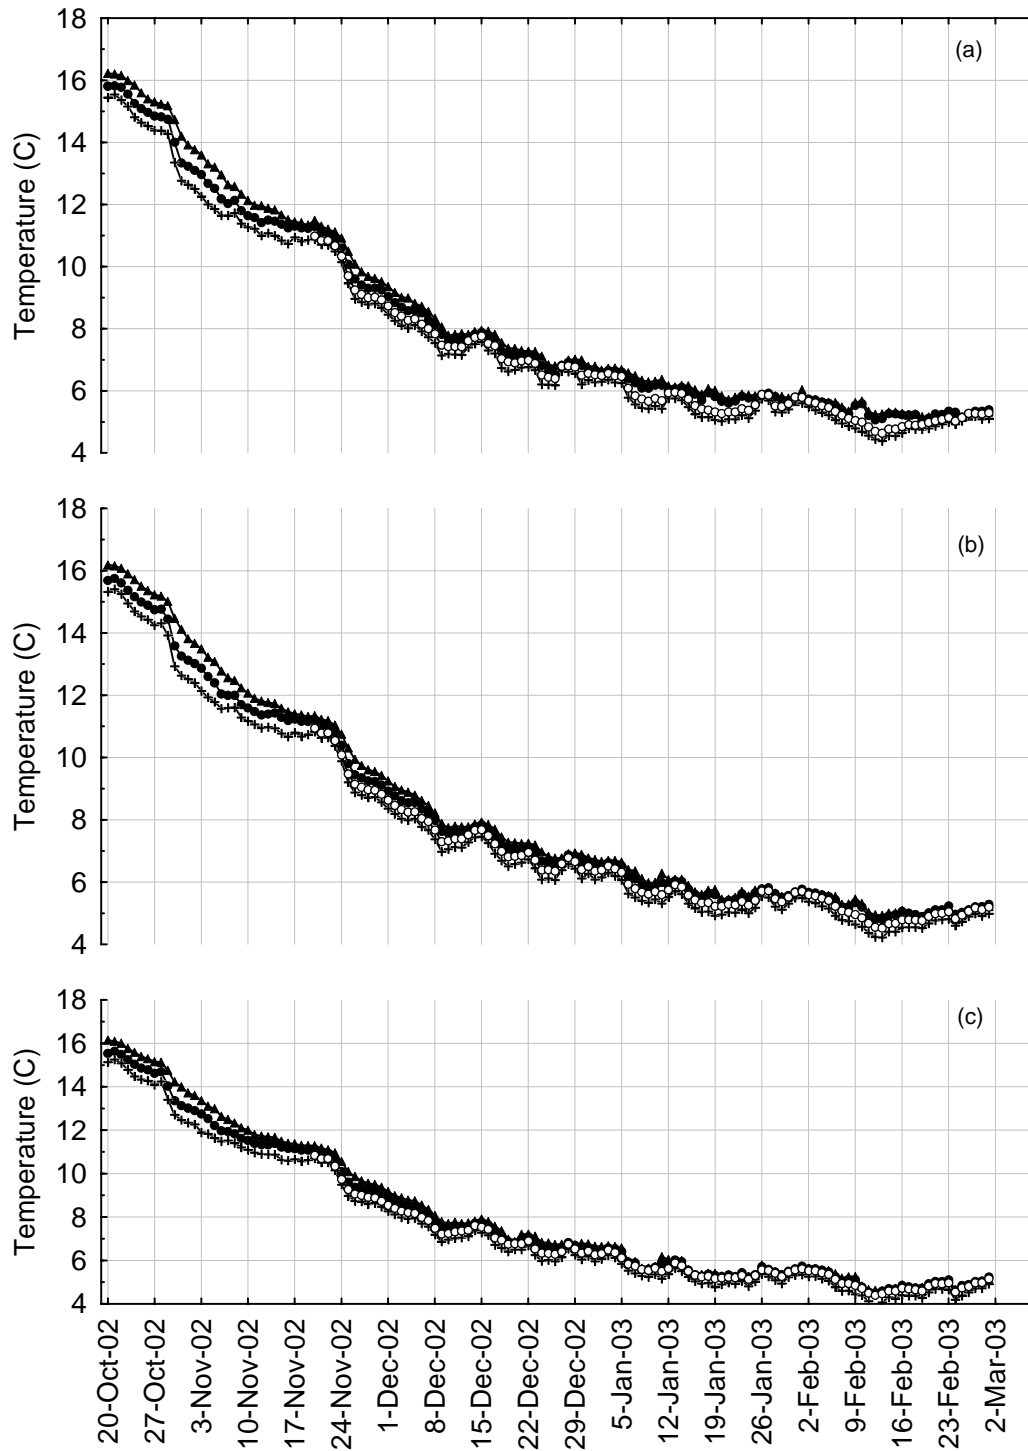 18
(a)
16
14
12
10
8
6
4
Temperature (C)
18
(b)
16
14
12
10
8
6
4
Temperature (C)
18
(c)
16
14
12
10
8
6
4
Temperature (C)
20-Oct-02
27-Oct-02
3-Nov-02
10-Nov-02
17-Nov-02
24-Nov-02
1-Dec-02
8-Dec-02
15-Dec-02
22-Dec-02
29-Dec-02
5-Jan-03
12-Jan-03
19-Jan-03
26-Jan-03
2-Feb-03
9-Feb-03
16-Feb-03
23-Feb-03
2-Mar-03